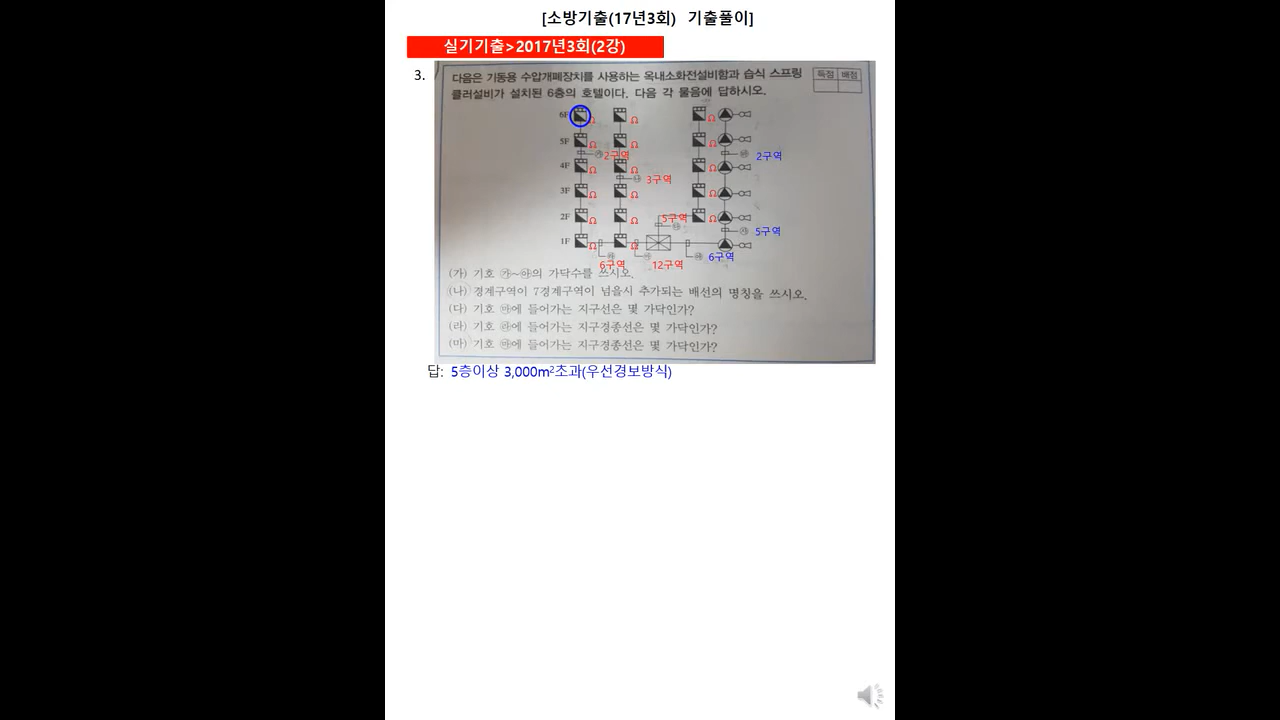 [소방기출(17년3회) 기출풀이]
실기기출>2017년3회(2강)
3.
다음은 기동용 수압개폐장치를 사용하는 옥내소화전설비함과 습식 스프링
클러설비가 설치된 6층의 호텔이다. 다음 각 물음에 답하시오.
득점 배점
6F Ω Ω Ω
5F Ω Ω Ω
2구역 2구역
4F Ω Ω Ω
3구역
3F Ω Ω Ω
2F Ω Ω 5구역 Ω
5구역
1F Ω Ω
6구역 12구역 6구역
(가) 기호 ㉮~㉵의 가닥수를 쓰시오.
(나) 경계구역이 7경계구역이 넘을시 추가되는 배선의 명칭을 쓰시오.
(다) 기호 ㉳에 들어가는 지구선은 몇 가닥인가?
(라) 기호 ㉱에 들어가는 지구경종선은 몇 가닥인가?
(마) 기호 ㉳에 들어가는 지구경종선은 몇 가닥인가?
답: 5층이상 3,000m²초과(우선경보방식)